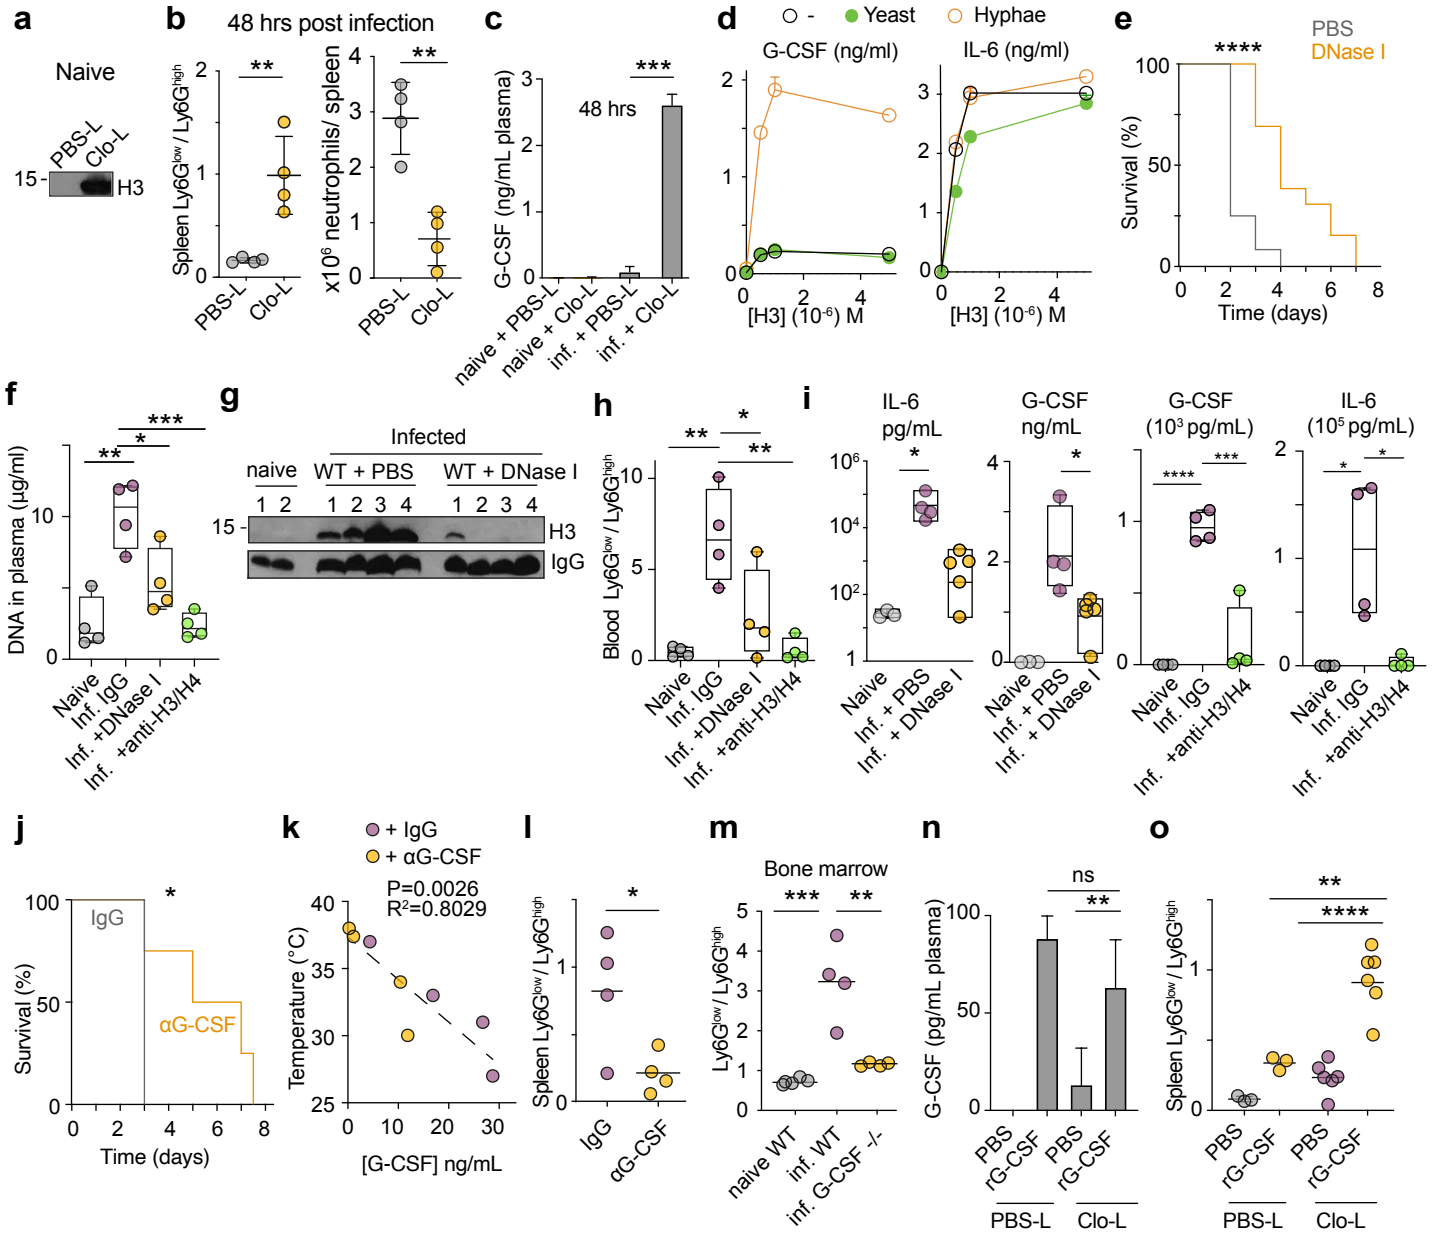 a
Naive
PBS-L
Clo-L
15 -
H3
b
48 hrs post infection
Spleen Ly6G^low / Ly6G^high
2
1
0
**
PBS-L
Clo-L
x10^6 neutrophils/ spleen
4
3
2
1
0
**
PBS-L
Clo-L
c
G-CSF (ng/mL plasma)
3
2
1
0
48 hrs
***
naive + PBS-L
naive + Clo-L
inf. + PBS-L
inf. + Clo-L
d
-
Yeast
Hyphae
G-CSF (ng/ml)
2
1
0
0
2
4
[H3] (10^-6) M
IL-6 (ng/ml)
3
2
1
0
0
2
4
[H3] (10^-6) M
e
PBS
DNase I
****
Survival (%)
100
50
0
0
2
4
6
8
Time (days)
f
DNA in plasma (µg/ml)
10
5
0
***
*
**
Naive
Inf. IgG
Inf. +DNase I
Inf. +anti-H3/H4
g
Infected
naive
WT + PBS
WT + DNase I
1 2 1 2 3 4 1 2 3 4
15 -
H3
IgG
h
Blood Ly6G^low / Ly6G^high
10
5
0
*
**
**
Naive
Inf. IgG
Inf. +DNase I
Inf. +anti-H3/H4
i
IL-6
pg/mL
10^6
10^4
10^2
1
*
Naive
Inf. + PBS
Inf. + DNase I
G-CSF
ng/mL
4
2
0
*
Naive
Inf. + PBS
Inf. + DNase I
G-CSF
(10^3 pg/mL)
1
0
****
***
Naive
Inf. IgG
Inf. +anti-H3/H4
IL-6
(10^5 pg/mL)
2
1
0
*
*
Naive
Inf. IgG
Inf. +anti-H3/H4
j
*
Survival (%)
100
50
0
IgG
αG-CSF
0
2
4
6
8
Time (days)
k
+ IgG
+ αG-CSF
P=0.0026
R^2=0.8029
Temperature (°C)
40
35
30
25
0
10
20
30
[G-CSF] ng/mL
l
Spleen Ly6G^low / Ly6G^high
1
0
*
IgG
αG-CSF
m
Bone marrow
Ly6G^low / Ly6G^high
5
4
3
2
1
0
***
**
naive WT
inf. WT
inf. G-CSF -/-
n
G-CSF (pg/mL plasma)
100
50
0
ns
**
PBS
rG-CSF
PBS
rG-CSF
PBS-L
Clo-L
o
Spleen Ly6G^low / Ly6G^high
1
0
**
****
PBS
rG-CSF
PBS
rG-CSF
PBS-L
Clo-L